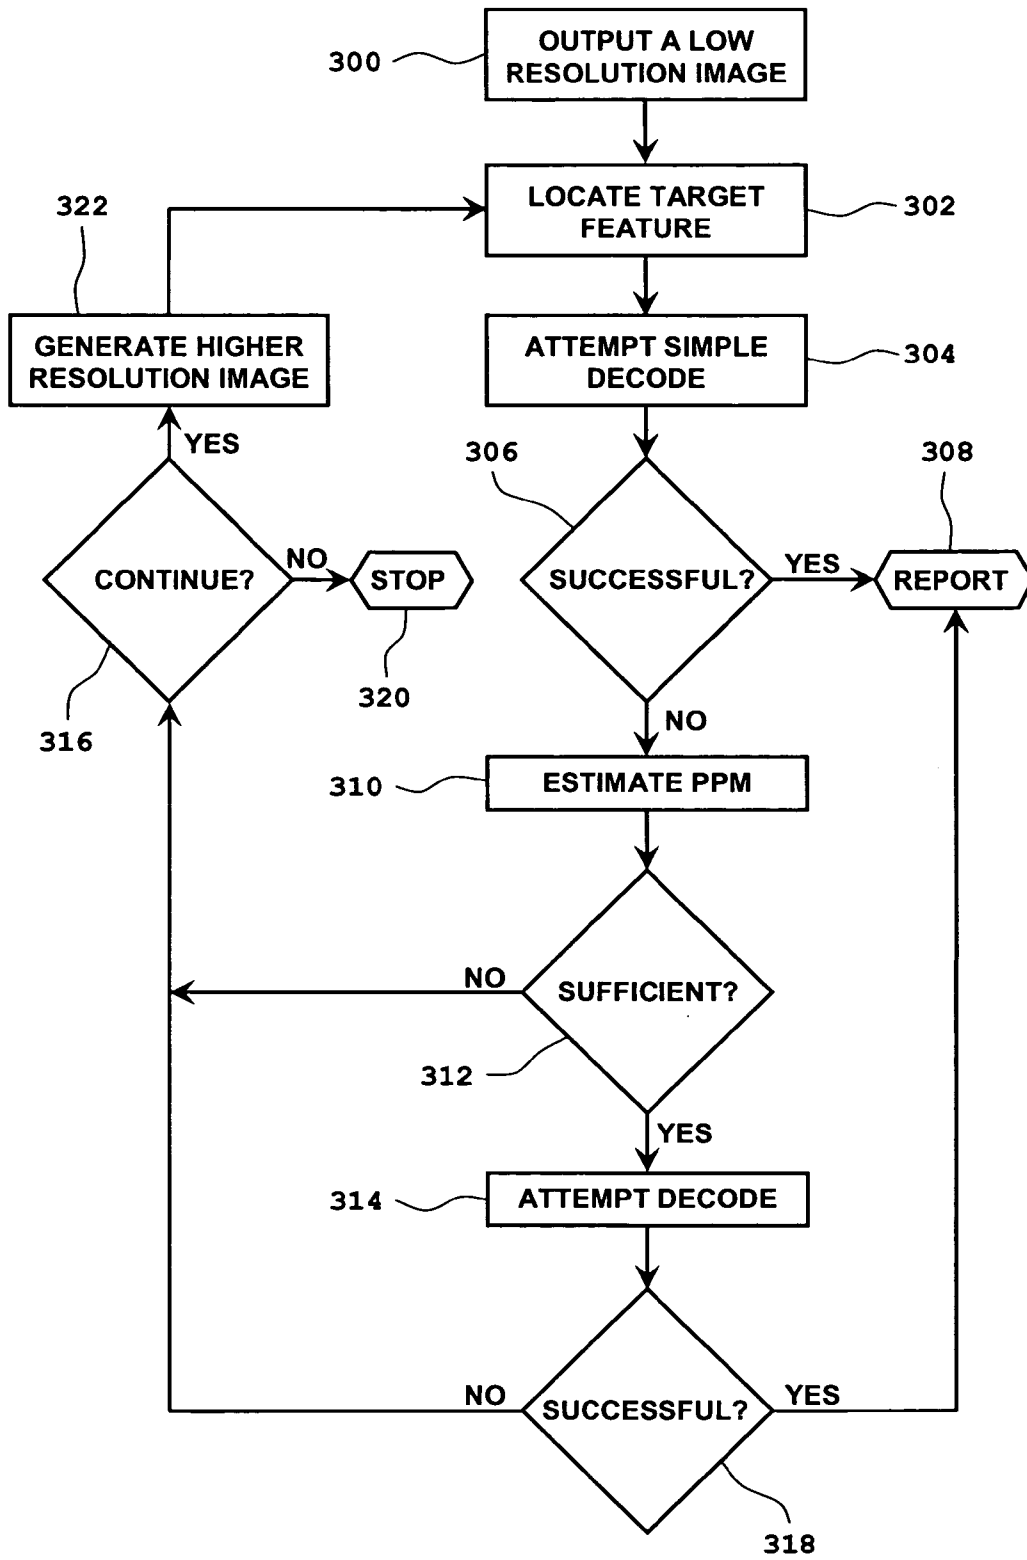 OUTPUT A LOW
RESOLUTION IMAGE
300
LOCATE TARGET
FEATURE
302
322
GENERATE HIGHER
RESOLUTION IMAGE
ATTEMPT SIMPLE
DECODE
304
YES
306
308
CONTINUE?
NO
STOP
SUCCESSFUL?
YES
REPORT
320
316
NO
310
ESTIMATE PPM
NO
SUFFICIENT?
312
YES
314
ATTEMPT DECODE
NO
SUCCESSFUL?
YES
318